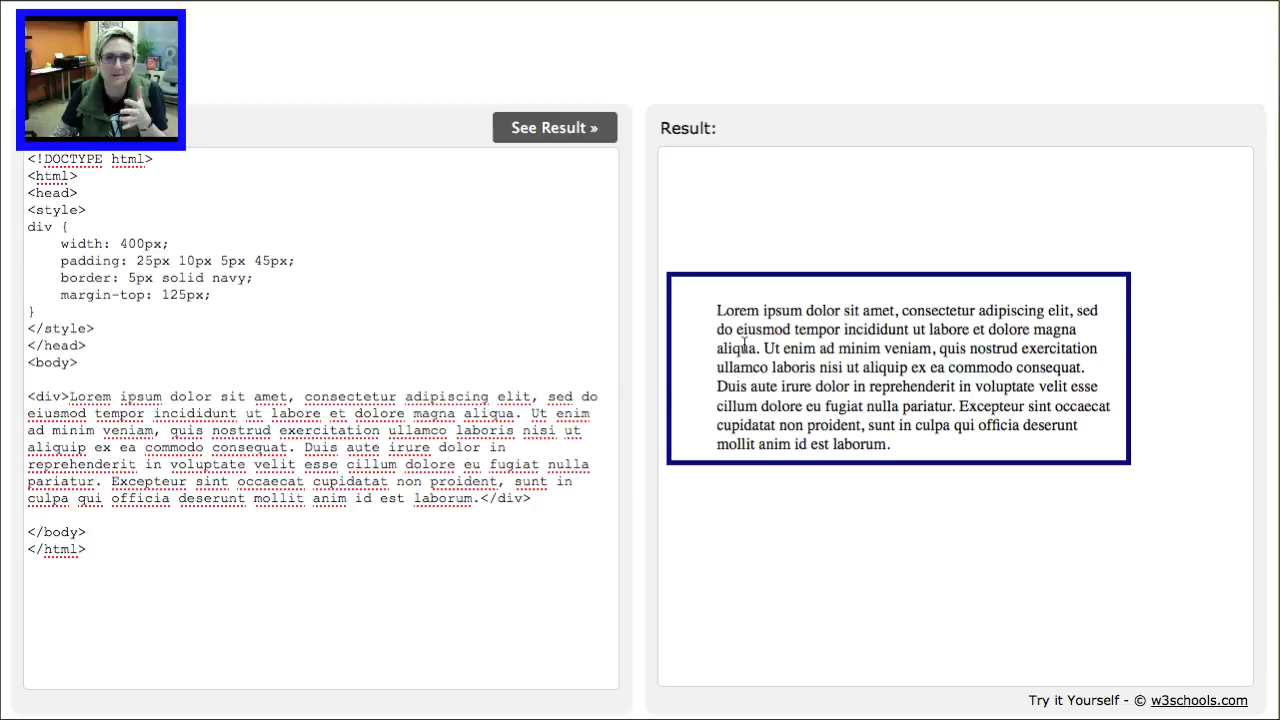 See Result »
Result:
<!DOCTYPE html>
<html>
<head>
<style>
div {
    width: 400px;
    padding: 25px 10px 5px 45px;
    border: 5px solid navy;
    margin-top: 125px;
}
</style>
</head>
<body>
<div>Lorem ipsum dolor sit amet, consectetur adipiscing elit, sed do
eiusmod tempor incididunt ut labore et dolore magna aliqua. Ut enim
ad minim veniam, quis nostrud exercitation ullamco laboris nisi ut
aliquip ex ea commodo consequat. Duis aute irure dolor in
reprehenderit in voluptate velit esse cillum dolore eu fugiat nulla
pariatur. Excepteur sint occaecat cupidatat non proident, sunt in
culpa qui officia deserunt mollit anim id est laborum.</div>
</body>
</html>
Lorem ipsum dolor sit amet, consectetur adipiscing elit, sed
do eiusmod tempor incididunt ut labore et dolore magna
aliqua. Ut enim ad minim veniam, quis nostrud exercitation
ullamco laboris nisi ut aliquip ex ea commodo consequat.
Duis aute irure dolor in reprehenderit in voluptate velit esse
cillum dolore eu fugiat nulla pariatur. Excepteur sint occaecat
cupidatat non proident, sunt in culpa qui officia deserunt
mollit anim id est laborum.
Try it Yourself - © w3schools.com